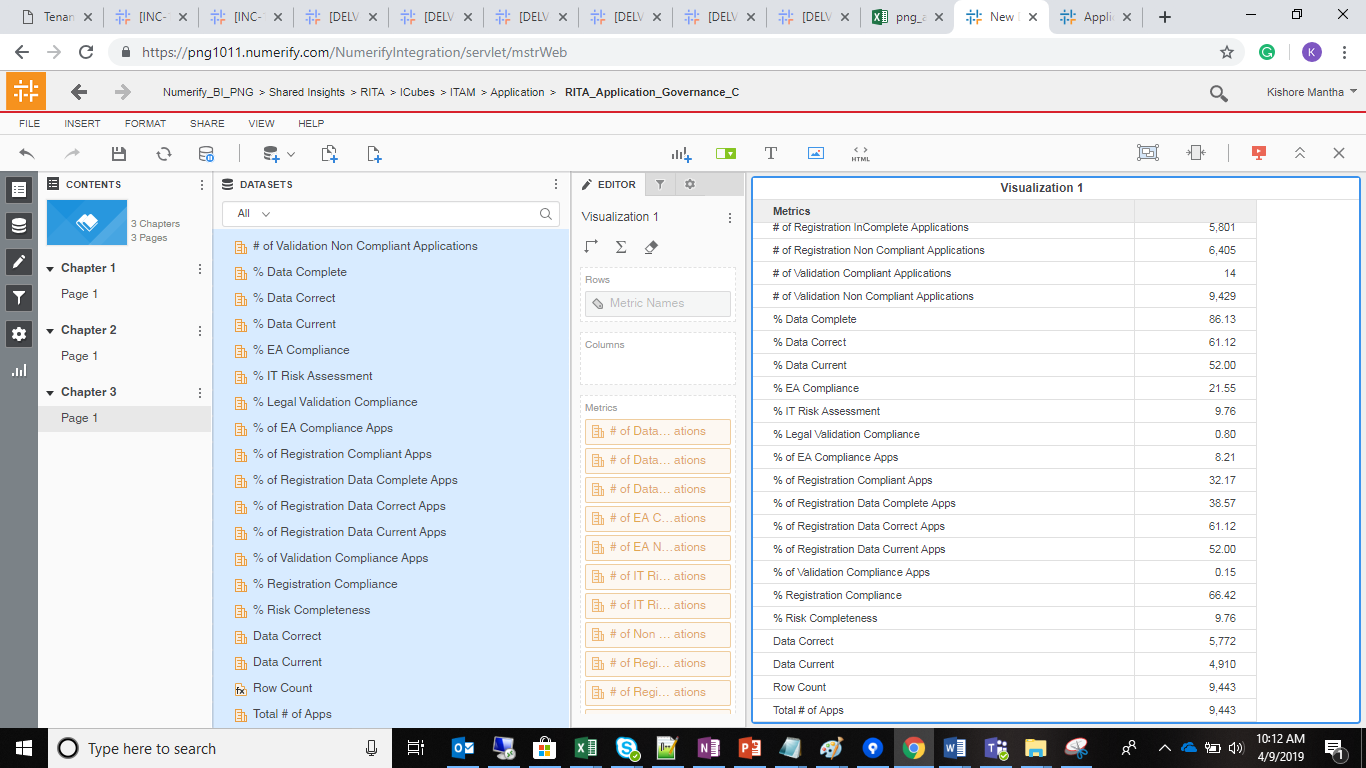 Tenan
[INC-
[INC-
[DELV
[DELV
[DELV
[DELV
[DELV
[DELV
png_a
New
Appli
https://png1011.numerify.com/NumerifyIntegration/servlet/mstrWeb
K
Numerify_BI_PNG > Shared Insights > RITA > ICubes > ITAM > Application > RITA_Application_Governance_C
Kishore Mantha
FILE INSERT FORMAT SHARE VIEW HELP
HTML
CONTENTS
3 Chapters
3 Pages
Chapter 1
Page 1
Chapter 2
Page 1
Chapter 3
Page 1
DATASETS
All
# of Validation Non Compliant Applications
% Data Complete
% Data Correct
% Data Current
% EA Compliance
% IT Risk Assessment
% Legal Validation Compliance
% of EA Compliance Apps
% of Registration Compliant Apps
% of Registration Data Complete Apps
% of Registration Data Correct Apps
% of Registration Data Current Apps
% of Validation Compliance Apps
% Registration Compliance
% Risk Completeness
Data Correct
Data Current
fx Row Count
Total # of Apps
EDITOR
Visualization 1
Rows
Metric Names
Columns
Metrics
# of Data... ations
# of Data... ations
# of Data... ations
# of EA C... ations
# of EA N... ations
# of IT Ri... ations
# of IT Ri... ations
# of Non ... ations
# of Regi... ations
# of Regi... ations
Visualization 1
Metrics
# of Registration InComplete Applications 5,801
# of Registration Non Compliant Applications 6,405
# of Validation Compliant Applications 14
# of Validation Non Compliant Applications 9,429
% Data Complete 86.13
% Data Correct 61.12
% Data Current 52.00
% EA Compliance 21.55
% IT Risk Assessment 9.76
% Legal Validation Compliance 0.80
% of EA Compliance Apps 8.21
% of Registration Compliant Apps 32.17
% of Registration Data Complete Apps 38.57
% of Registration Data Correct Apps 61.12
% of Registration Data Current Apps 52.00
% of Validation Compliance Apps 0.15
% Registration Compliance 66.42
% Risk Completeness 9.76
Data Correct 5,772
Data Current 4,910
Row Count 9,443
Total # of Apps 9,443
Type here to search
10:12 AM
4/9/2019
1